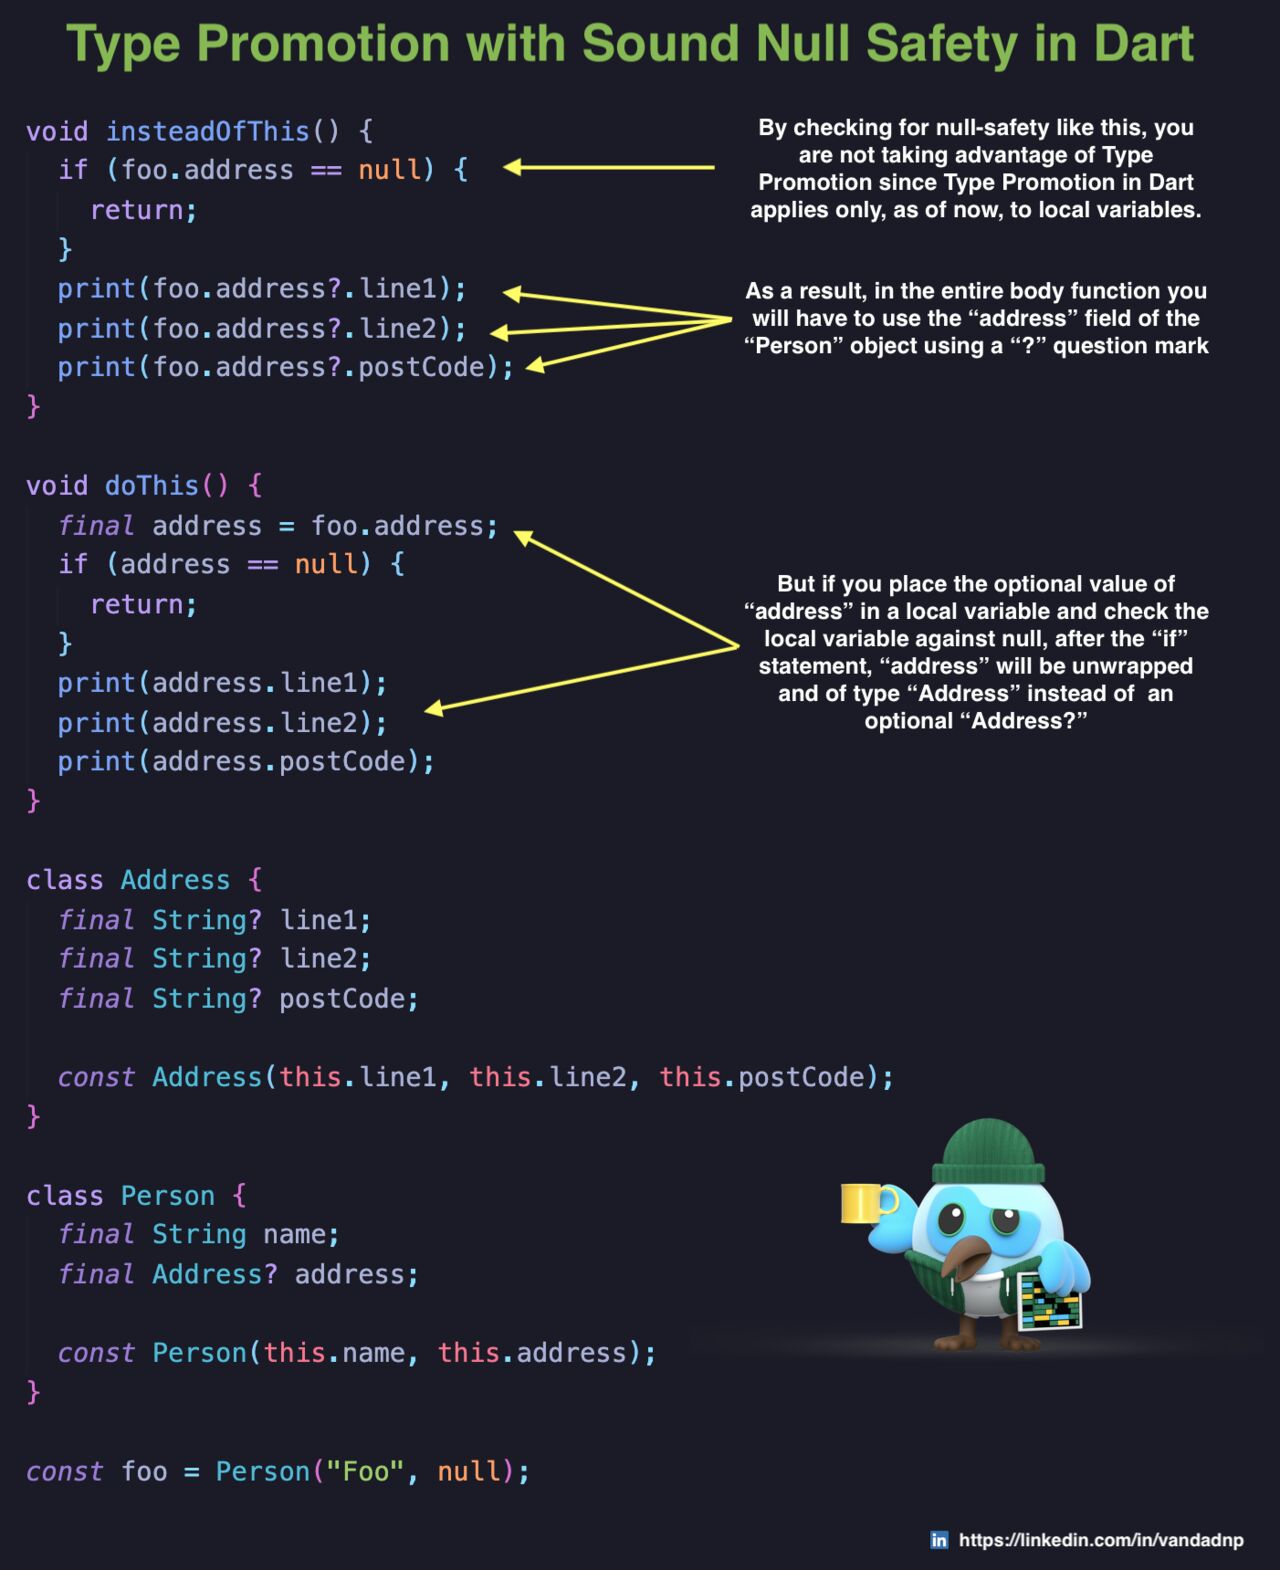 Type Promotion with Sound Null Safety in Dart
void insteadOfThis() {
  if (foo.address == null) {
    return;
  }
  print(foo.address?.line1);
  print(foo.address?.line2);
  print(foo.address?.postCode);
}
By checking for null-safety like this, you
are not taking advantage of Type
Promotion since Type Promotion in Dart
applies only, as of now, to local variables.
As a result, in the entire body function you
will have to use the “address” field of the
“Person” object using a “?” question mark
void doThis() {
  final address = foo.address;
  if (address == null) {
    return;
  }
  print(address.line1);
  print(address.line2);
  print(address.postCode);
}
But if you place the optional value of
“address” in a local variable and check the
local variable against null, after the “if”
statement, “address” will be unwrapped
and of type “Address” instead of  an
optional “Address?”
class Address {
  final String? line1;
  final String? line2;
  final String? postCode;
  const Address(this.line1, this.line2, this.postCode);
}
class Person {
  final String name;
  final Address? address;
  const Person(this.name, this.address);
}
const foo = Person("Foo", null);
in https://linkedin.com/in/vandadnp